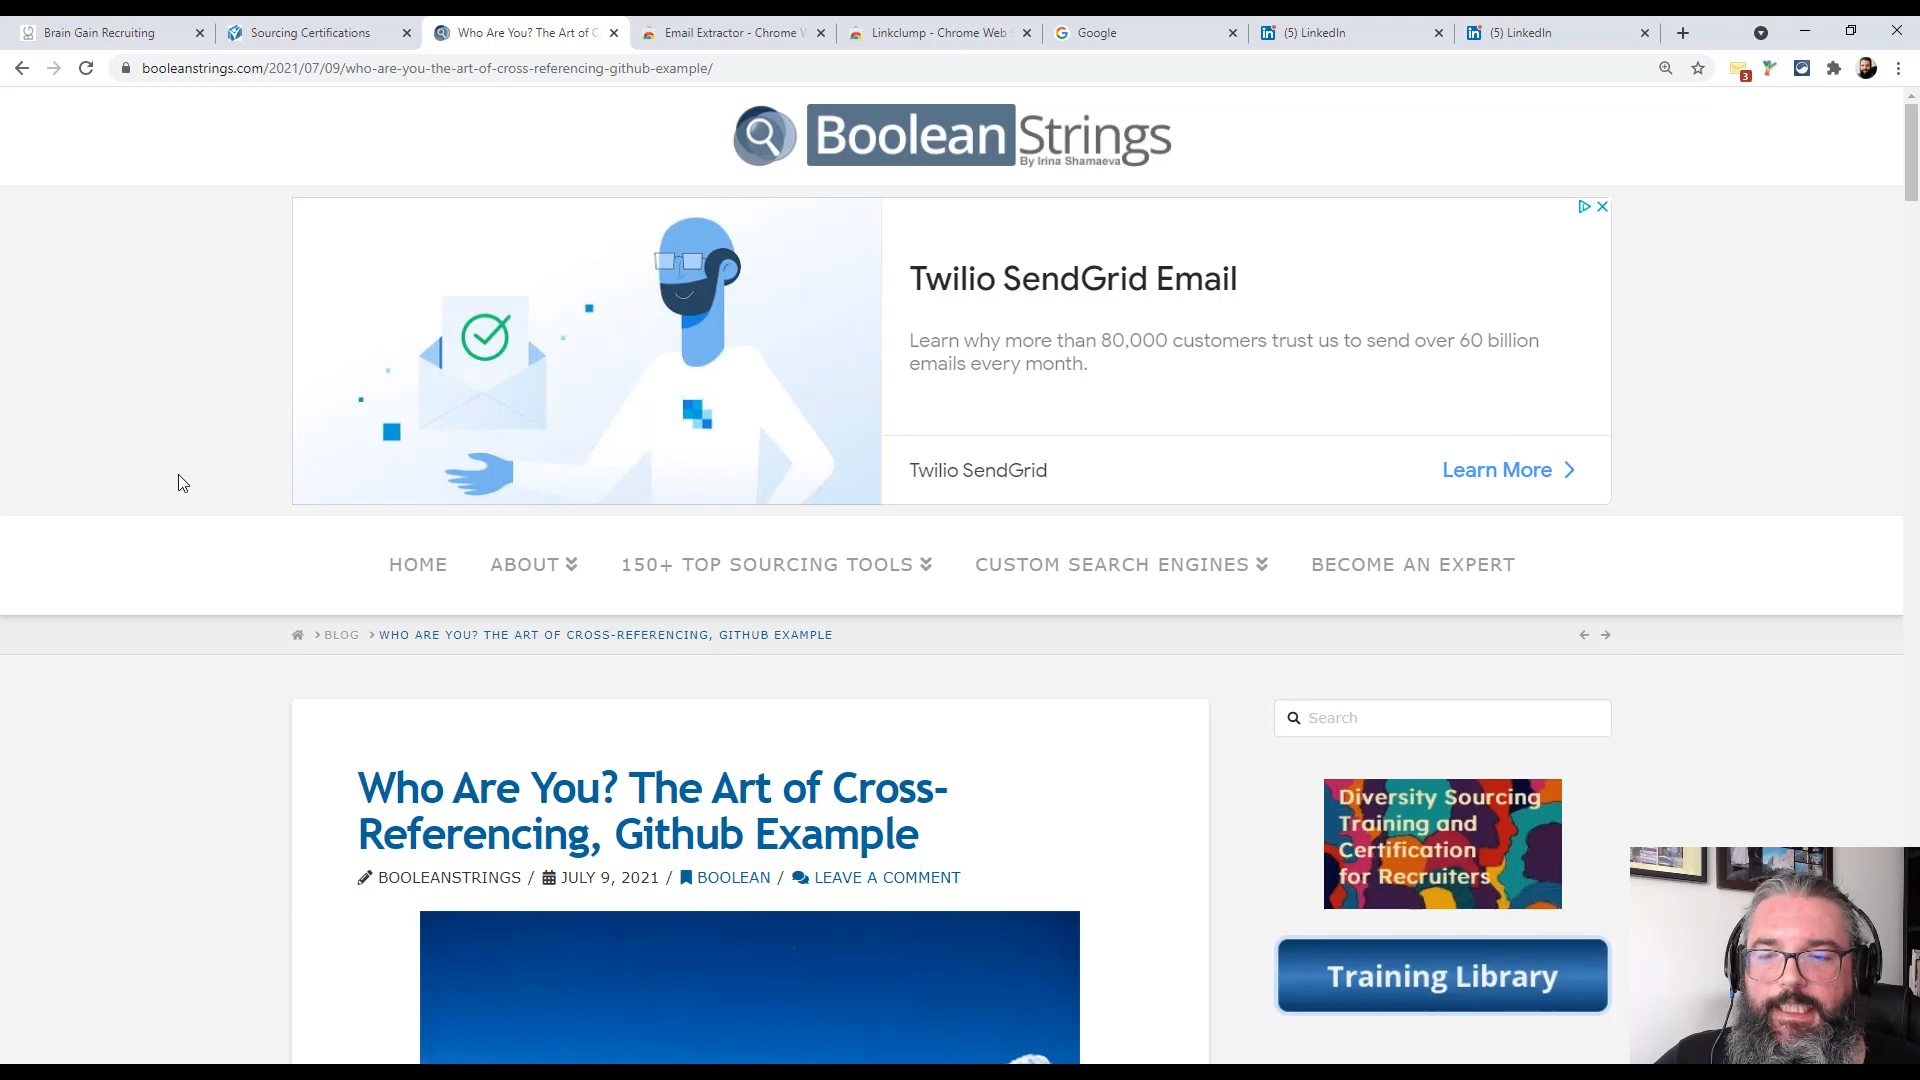 Brain Gain Recruiting
Sourcing Certifications
Who Are You? The Art of C
Email Extractor - Chrome W
Linkclump - Chrome Web
Google
(5) LinkedIn
(5) LinkedIn
booleanstrings.com/2021/07/09/who-are-you-the-art-of-cross-referencing-github-example/
3
Boolean Strings
By Irina Shamaeva
Twilio SendGrid Email
Learn why more than 80,000 customers trust us to send over 60 billion
emails every month.
Twilio SendGrid
Learn More
HOME
ABOUT
150+ TOP SOURCING TOOLS
CUSTOM SEARCH ENGINES
BECOME AN EXPERT
BLOG
WHO ARE YOU? THE ART OF CROSS-REFERENCING, GITHUB EXAMPLE
Search
Who Are You? The Art of Cross-
Referencing, Github Example
BOOLEANSTRINGS / JULY 9, 2021 / BOOLEAN / LEAVE A COMMENT
Diversity Sourcing
Training and
Certification
for Recruiters
Training Library